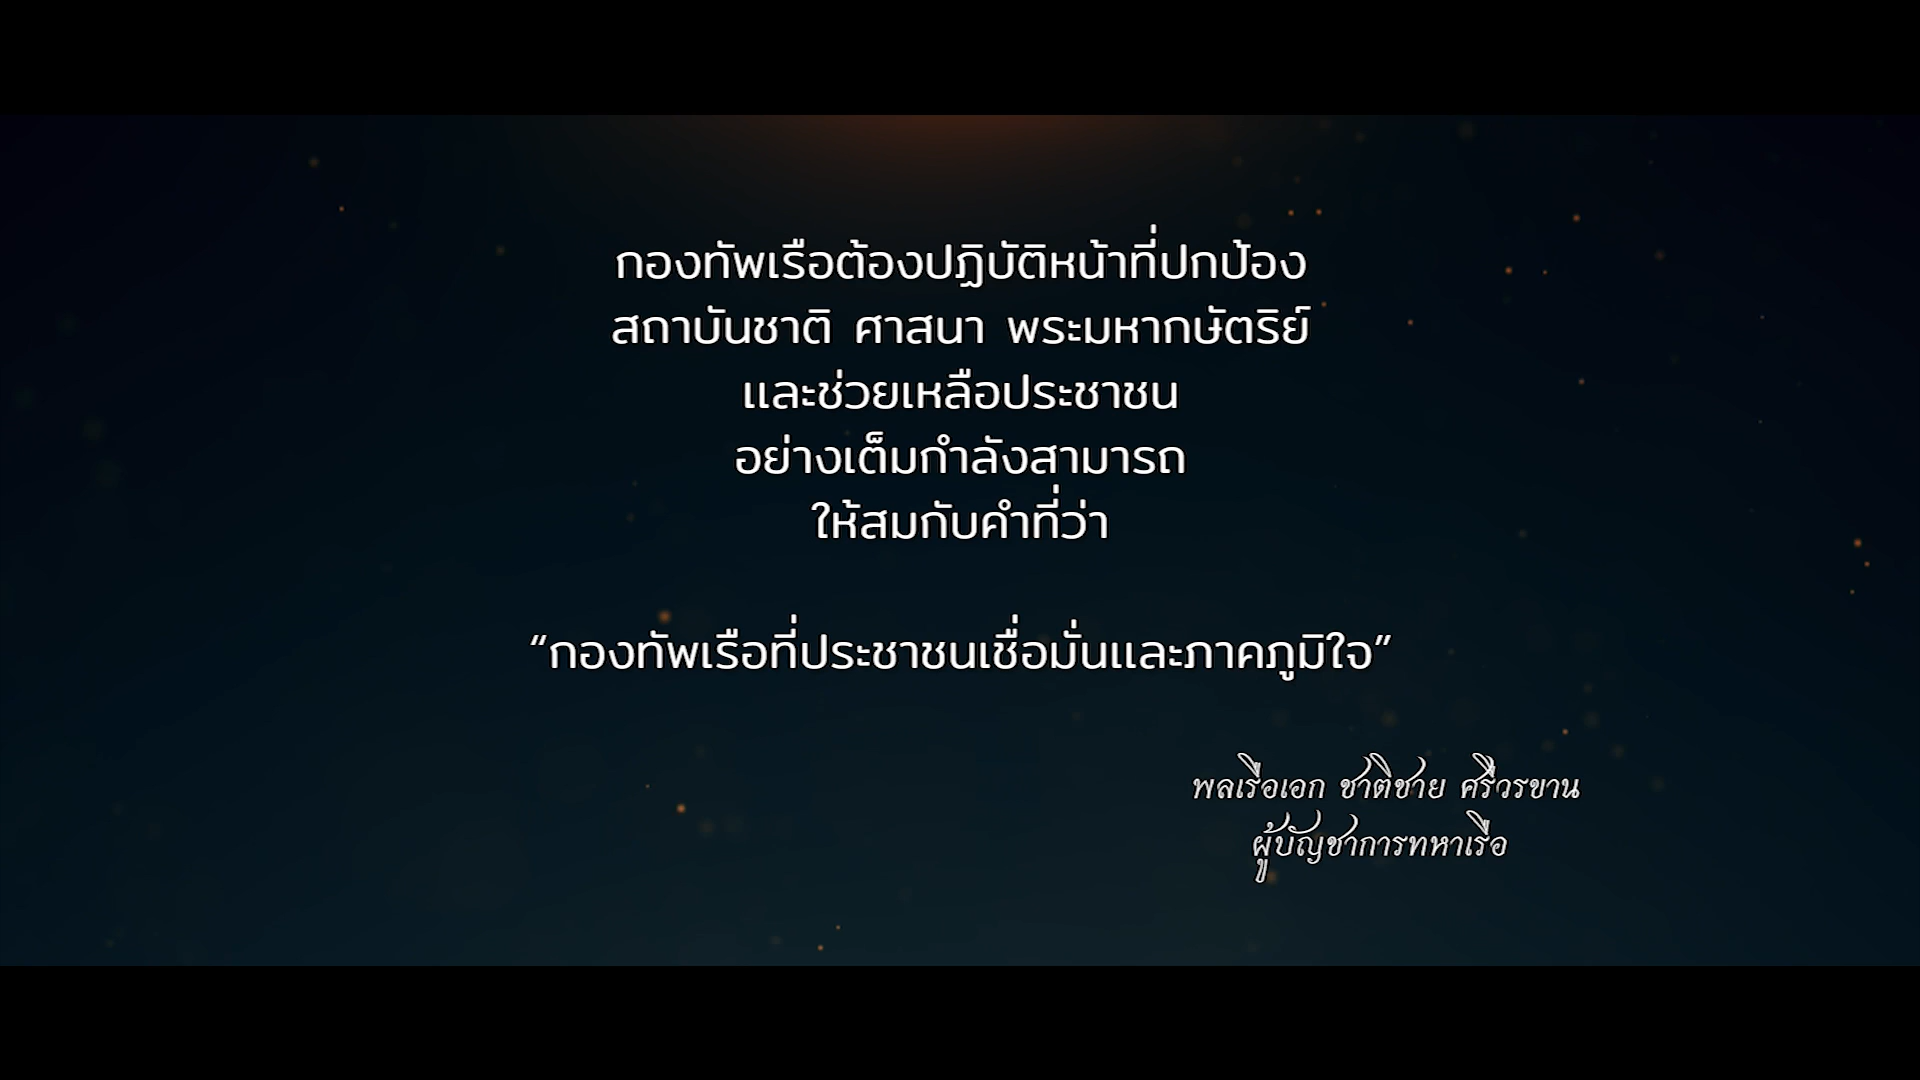 กองทัพเรือต้องปฏิบัติหน้าที่ปกป้อง
สถาบันชาติ ศาสนา พระมหากษัตริย์
และช่วยเหลือประชาชน
อย่างเต็มกำลังสามารถ
ให้สมกับคำที่ว่า
“กองทัพเรือที่ประชาชนเชื่อมั่นและภาคภูมิใจ”
พลเรือเอก ชาติชาย ศรีวรขาน
ผู้บัญชาการทหาเรือ